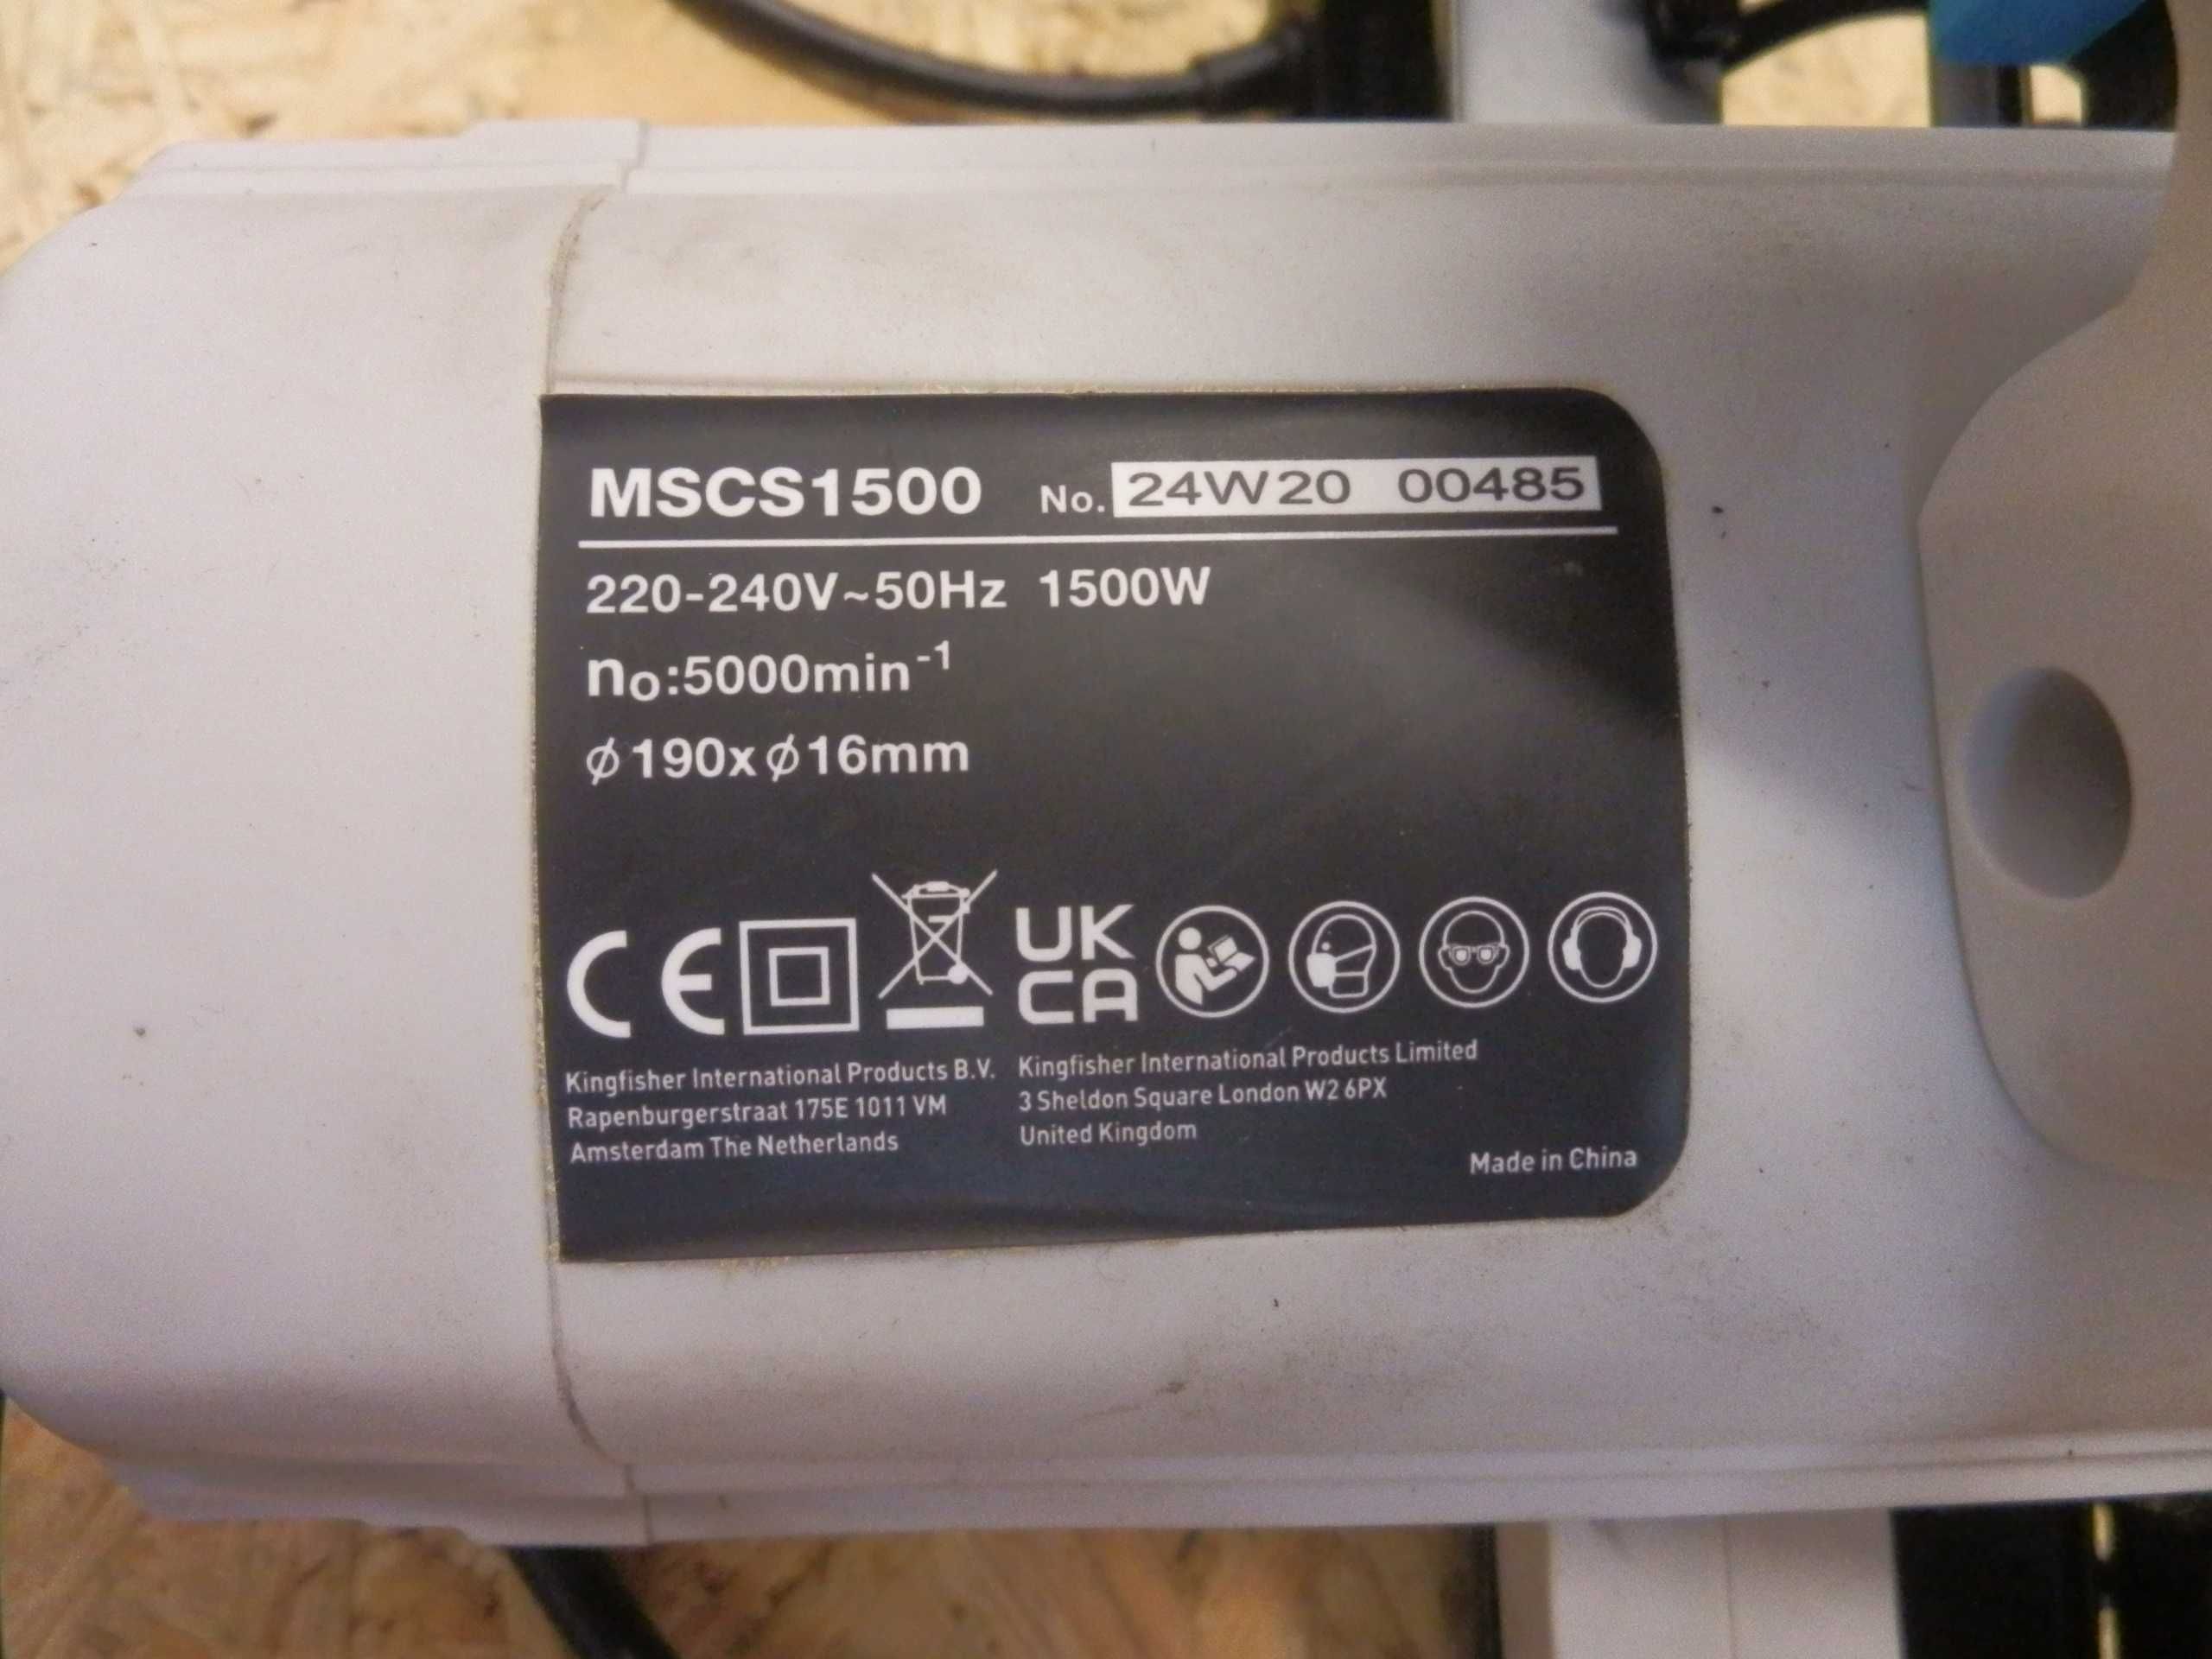 MSCS1500 No. 24W20 00485
220-240V~50Hz 1500W
no:5000min-1
ϕ190xϕ16mm
CE UK CA
Kingfisher International Products B.V.
Rapenburgerstraat 175E 1011 VM
Amsterdam The Netherlands
Kingfisher International Products Limited
3 Sheldon Square London W2 6PX
United Kingdom
Made in China